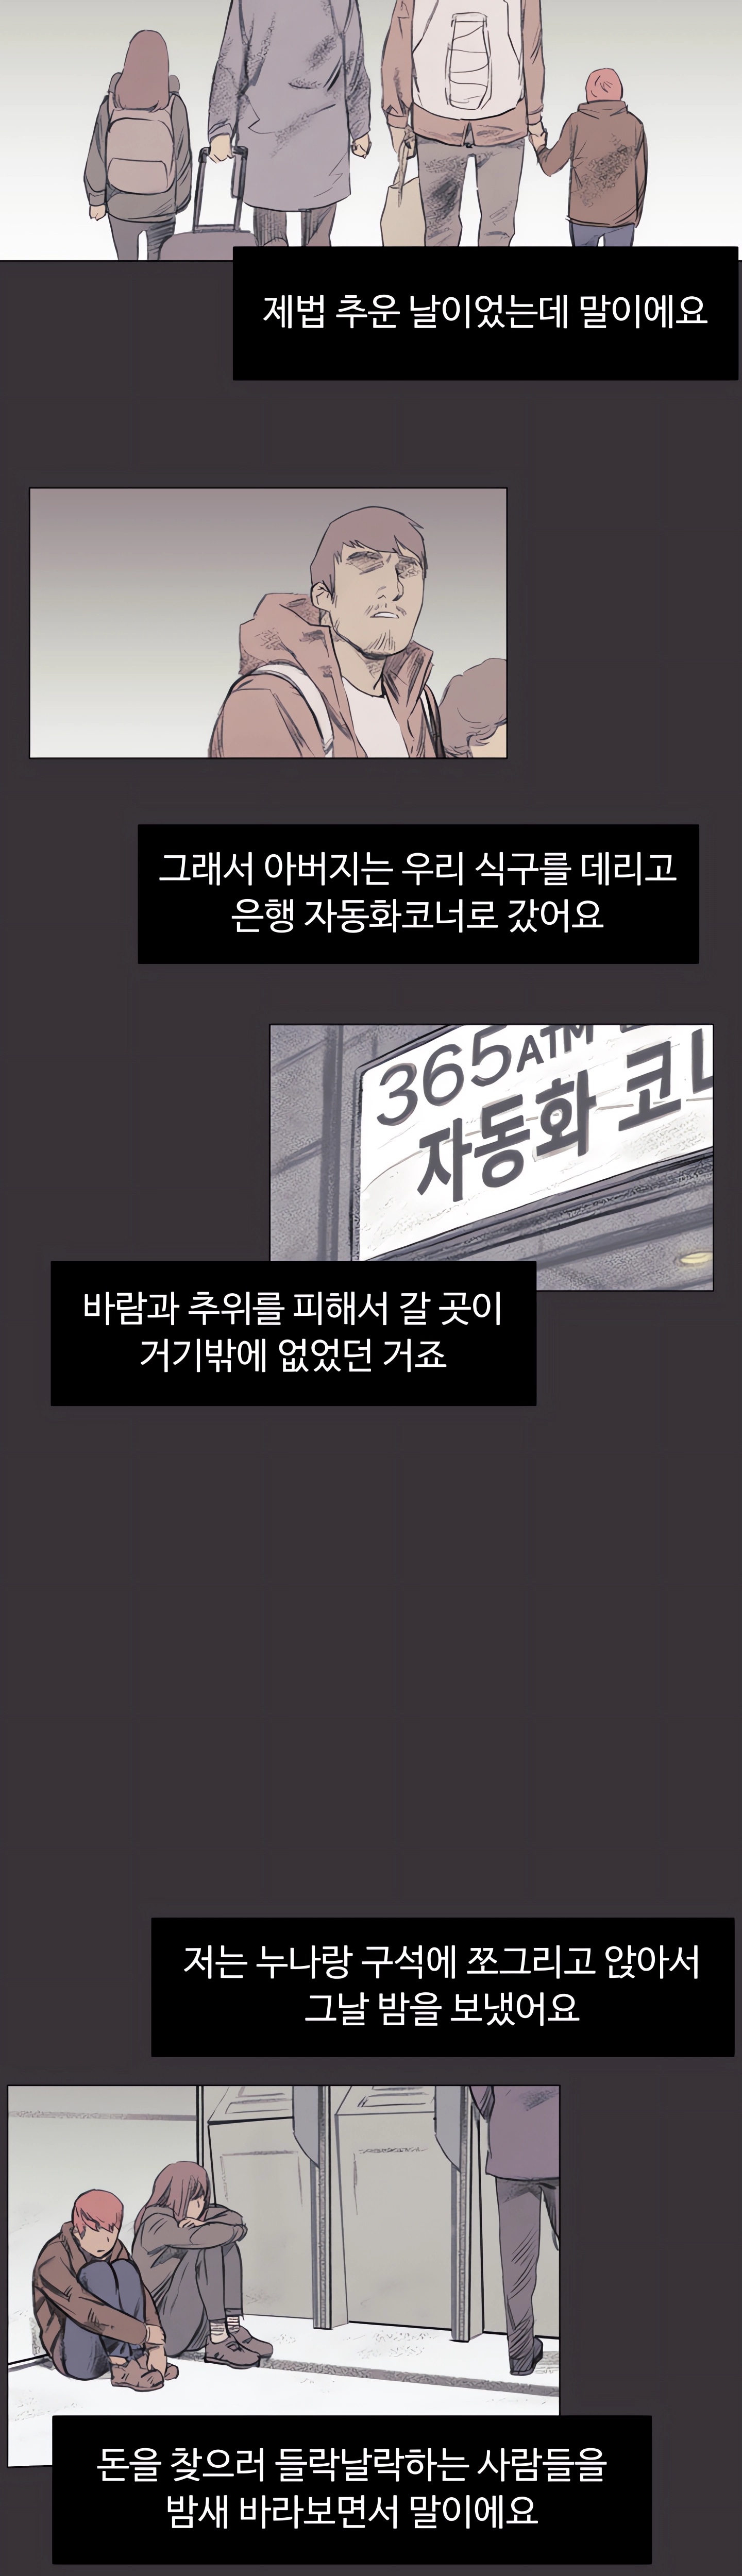 제법 추운 날이었는데 말이에요
그래서 아버지는 우리 식구를 데리고
은행 자동화코너로 갔어요
365 ATM
자동화 코너
바람과 추위를 피해서 갈 곳이
거기밖에 없었던 거죠
저는 누나랑 구석에 쪼그리고 앉아서
그날 밤을 보냈어요
돈을 찾으러 들락날락하는 사람들을
밤새 바라보면서 말이에요